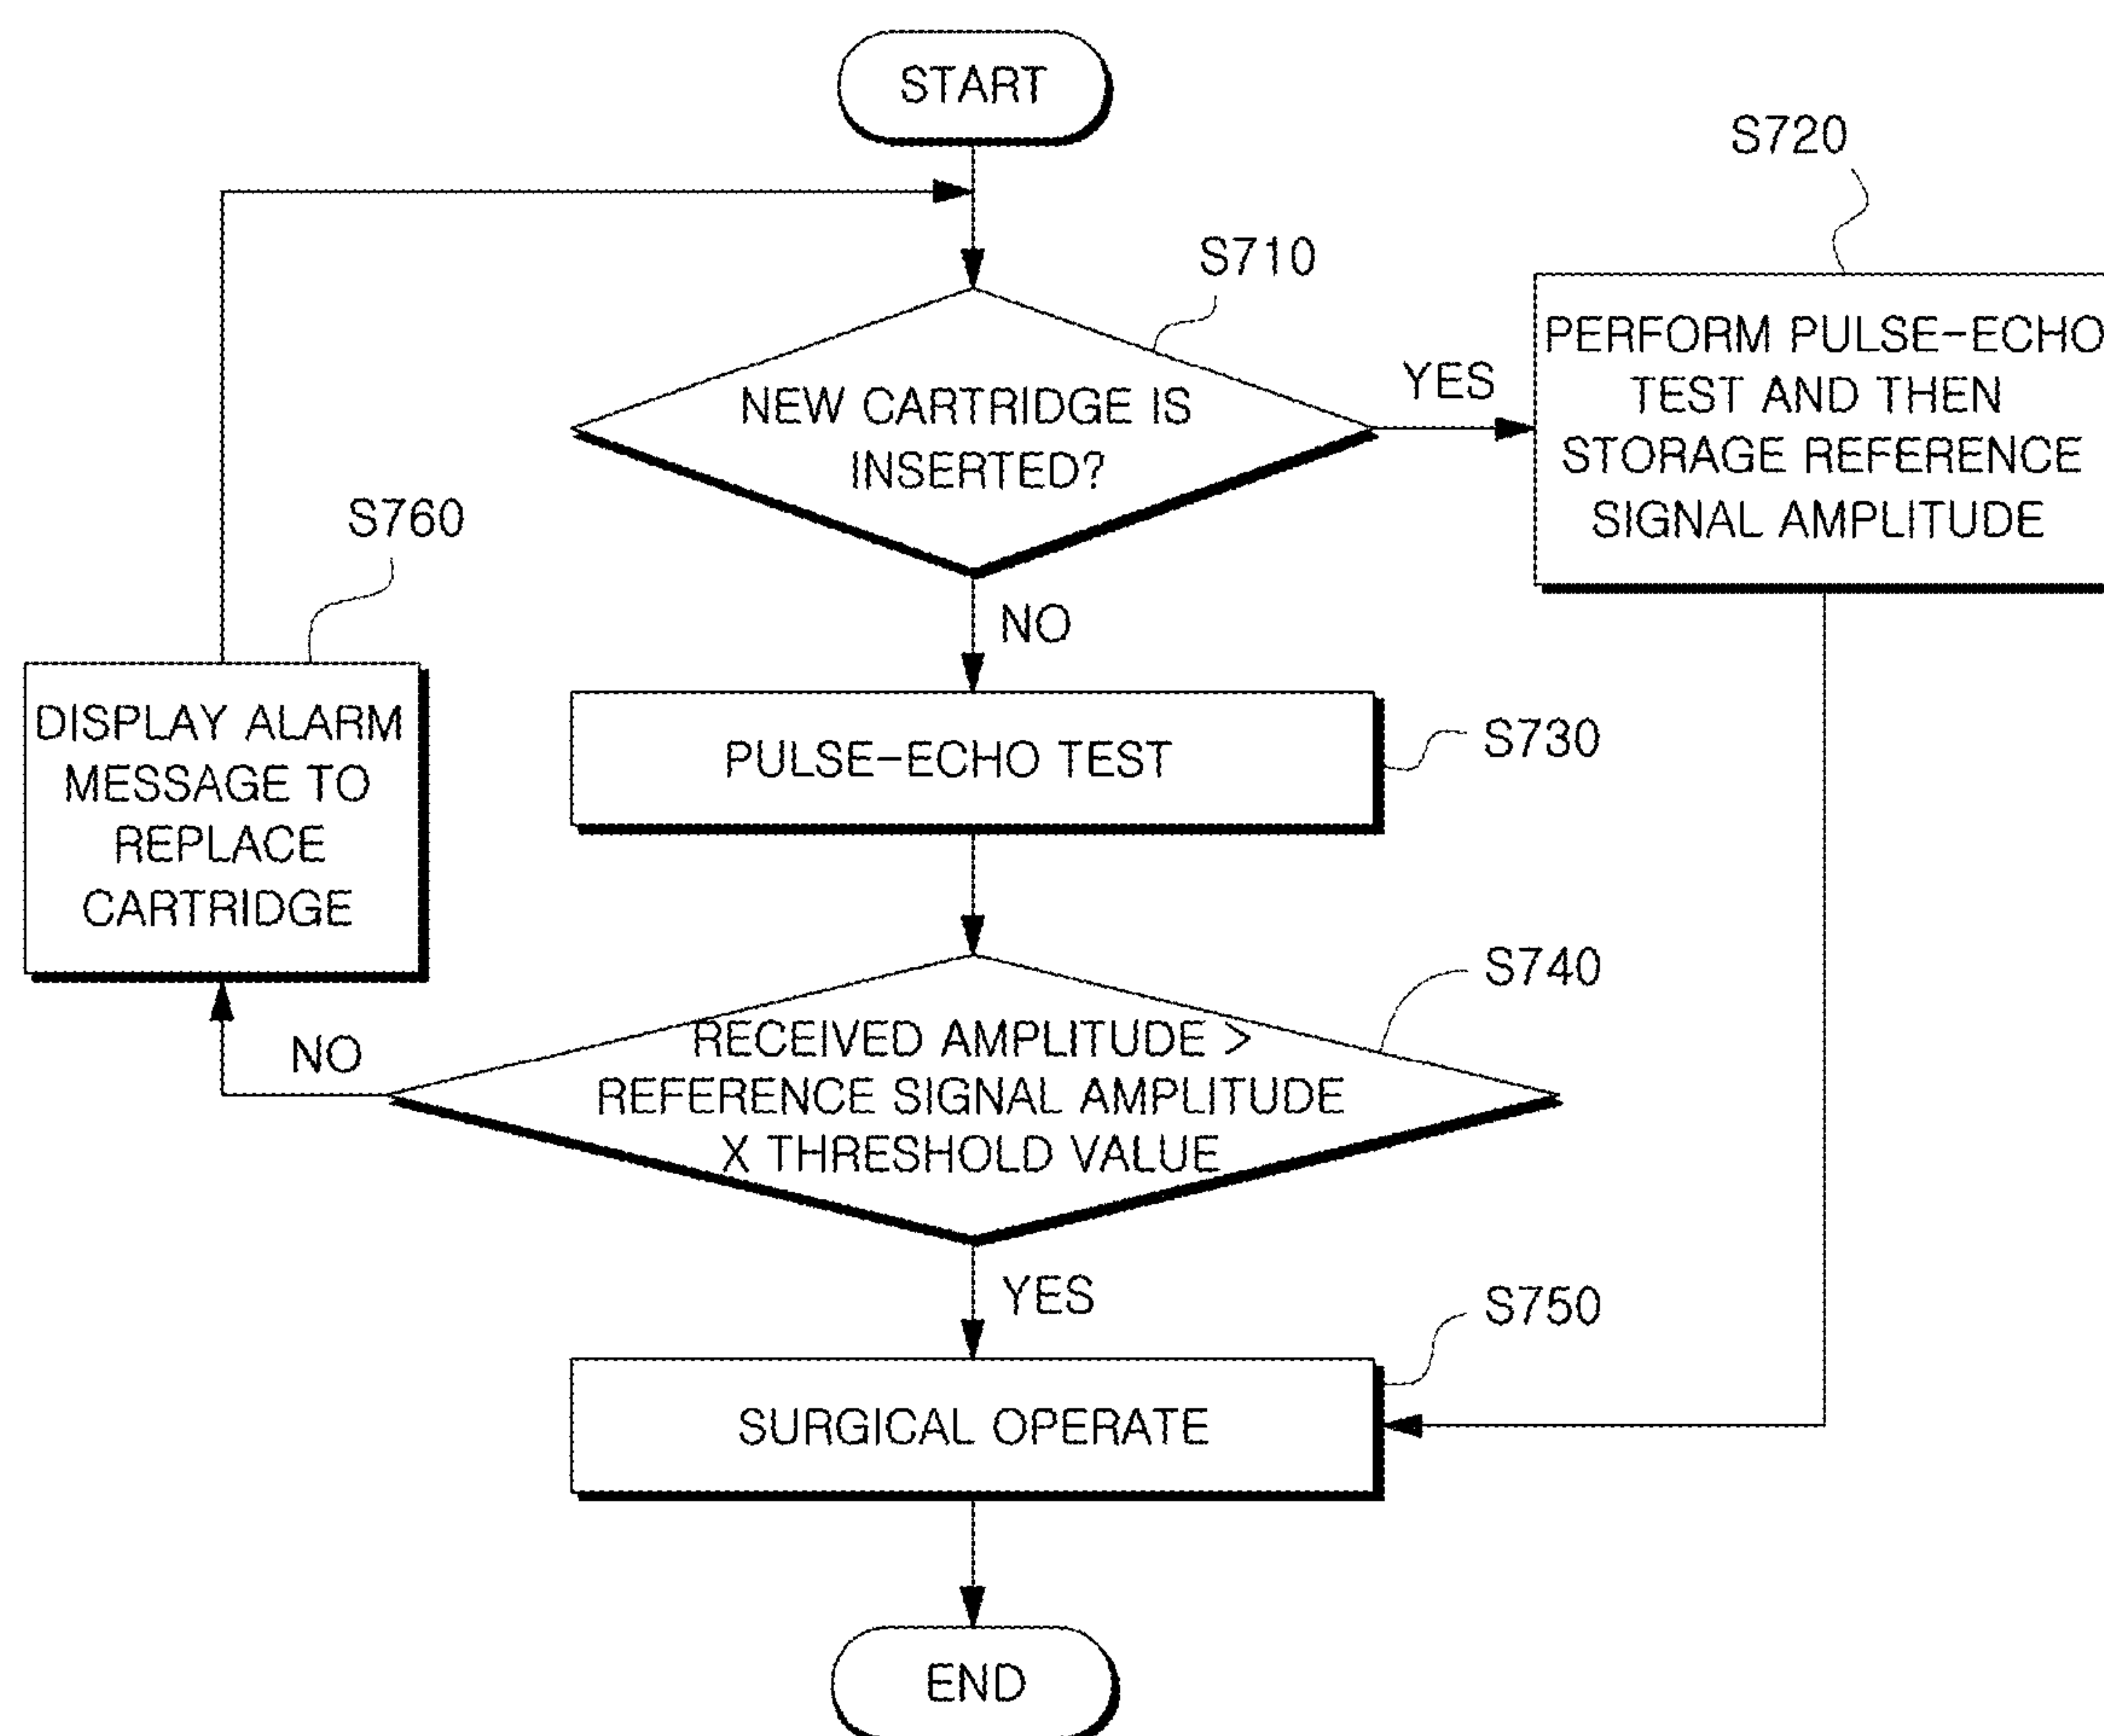 START
S720
S710
NEW CARTRIDGE IS
INSERTED?
YES
PERFORM PULSE-ECHO
TEST AND THEN
STORAGE REFERENCE
SIGNAL AMPLITUDE
S760
NO
DISPLAY ALARM
MESSAGE TO
REPLACE
CARTRIDGE
PULSE-ECHO TEST
S730
S740
NO
RECEIVED AMPLITUDE >
REFERENCE SIGNAL AMPLITUDE
X THRESHOLD VALUE
YES
S750
SURGICAL OPERATE
END